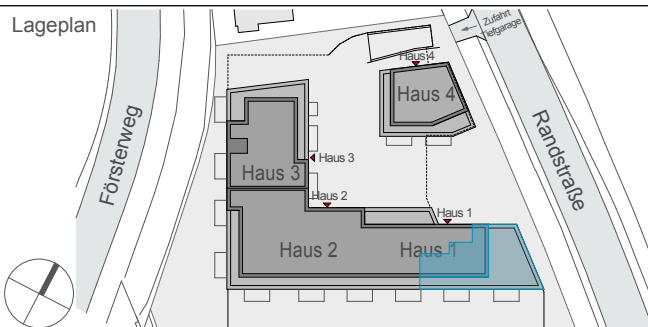 Lageplan
Zufahrt
Tiefgarage
Haus 4
Haus 4
Försterweg
Randstraße
Haus 3
Haus 3
Haus 2
Haus 1
Haus 2
Haus 1